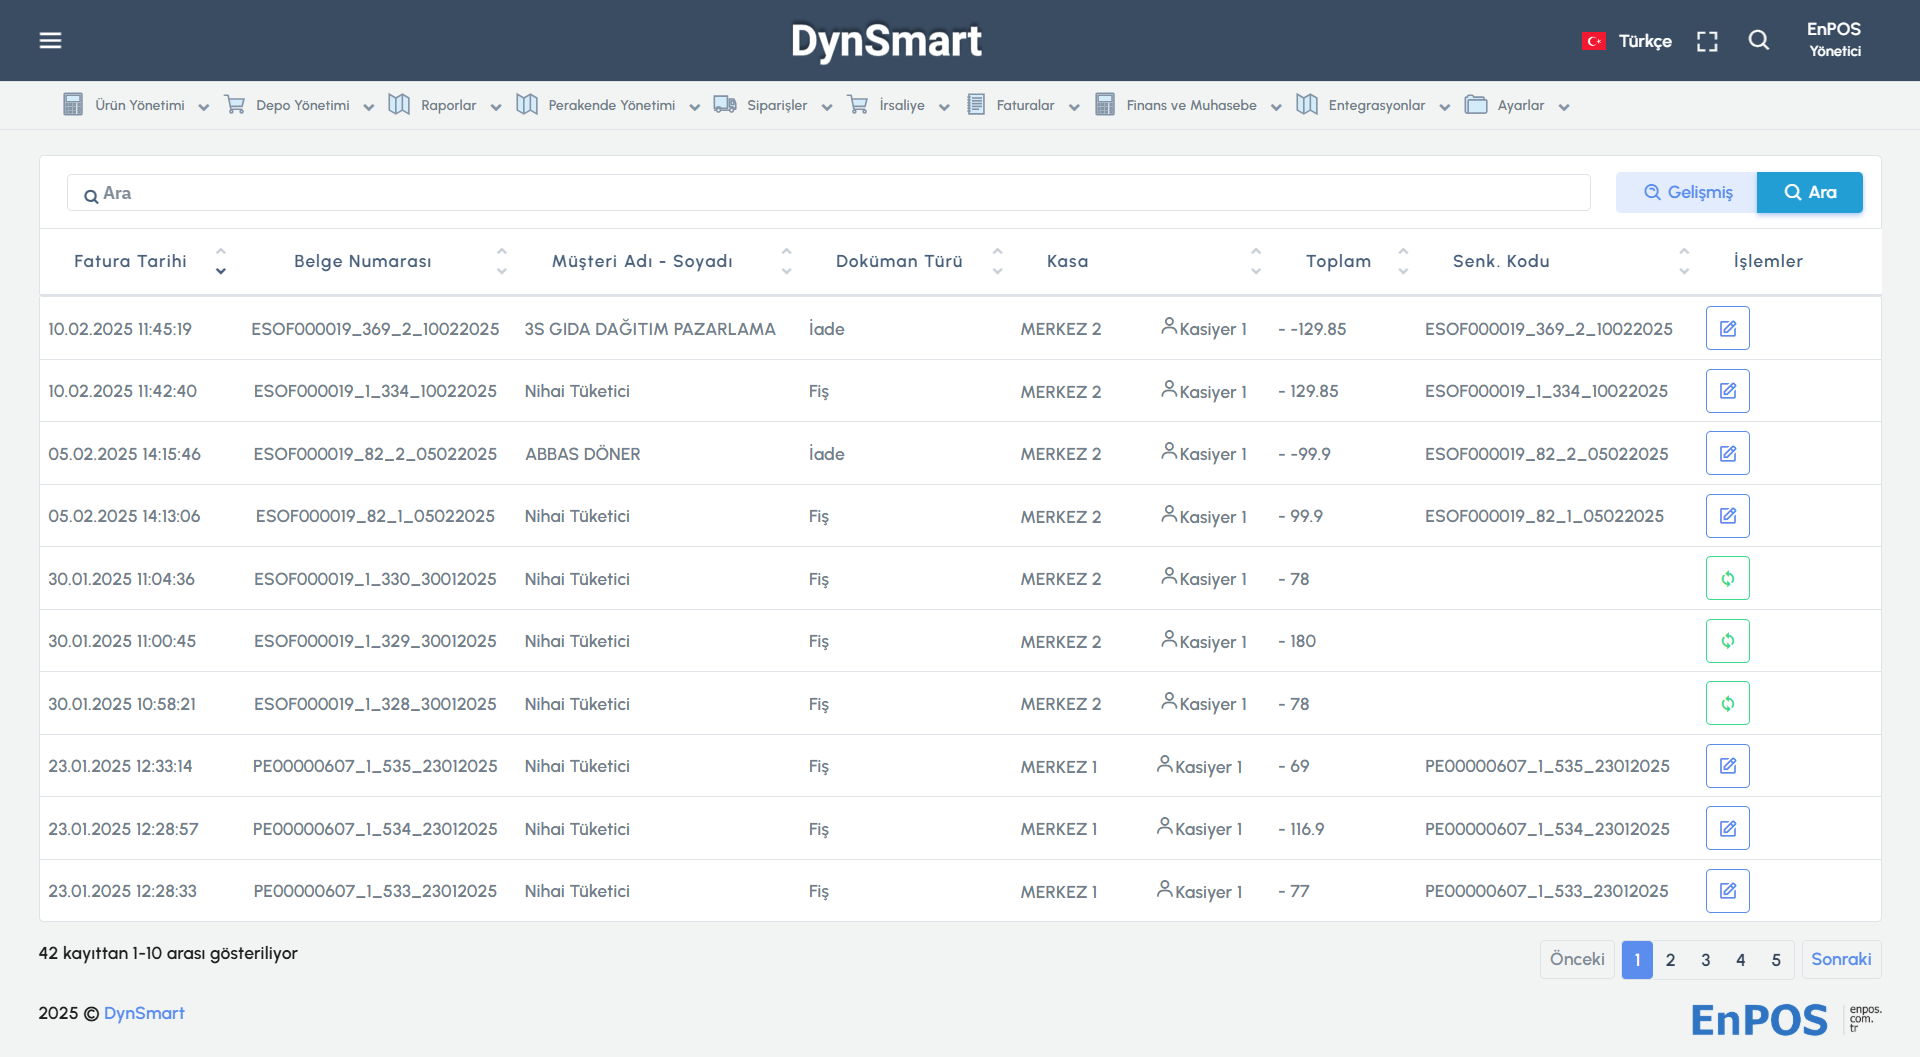 DynSmart
Türkçe
EnPOS
Yönetici
Ürün Yönetimi Depo Yönetimi Raporlar Perakende Yönetimi Siparişler İrsaliye Faturalar Finans ve Muhasebe Entegrasyonlar Ayarlar
Ara Gelişmiş Ara
Fatura Tarihi Belge Numarası Müşteri Adı - Soyadı Doküman Türü Kasa Toplam Senk. Kodu İşlemler
10.02.2025 11:45:19 ESOF000019_369_2_10022025 3S GIDA DAĞITIM PAZARLAMA İade MERKEZ 2 Kasiyer 1 - -129.85 ESOF000019_369_2_10022025
10.02.2025 11:42:40 ESOF000019_1_334_10022025 Nihai Tüketici Fiş MERKEZ 2 Kasiyer 1 - 129.85 ESOF000019_1_334_10022025
05.02.2025 14:15:46 ESOF000019_82_2_05022025 ABBAS DÖNER İade MERKEZ 2 Kasiyer 1 - -99.9 ESOF000019_82_2_05022025
05.02.2025 14:13:06 ESOF000019_82_1_05022025 Nihai Tüketici Fiş MERKEZ 2 Kasiyer 1 - 99.9 ESOF000019_82_1_05022025
30.01.2025 11:04:36 ESOF000019_1_330_30012025 Nihai Tüketici Fiş MERKEZ 2 Kasiyer 1 - 78
30.01.2025 11:00:45 ESOF000019_1_329_30012025 Nihai Tüketici Fiş MERKEZ 2 Kasiyer 1 - 180
30.01.2025 10:58:21 ESOF000019_1_328_30012025 Nihai Tüketici Fiş MERKEZ 2 Kasiyer 1 - 78
23.01.2025 12:33:14 PE00000607_1_535_23012025 Nihai Tüketici Fiş MERKEZ 1 Kasiyer 1 - 69 PE00000607_1_535_23012025
23.01.2025 12:28:57 PE00000607_1_534_23012025 Nihai Tüketici Fiş MERKEZ 1 Kasiyer 1 - 116.9 PE00000607_1_534_23012025
23.01.2025 12:28:33 PE00000607_1_533_23012025 Nihai Tüketici Fiş MERKEZ 1 Kasiyer 1 - 77 PE00000607_1_533_23012025
42 kayıttan 1-10 arası gösteriliyor Önceki 1 2 3 4 5 Sonraki
2025 © DynSmart
EnPOS
enpos.
com.
tr